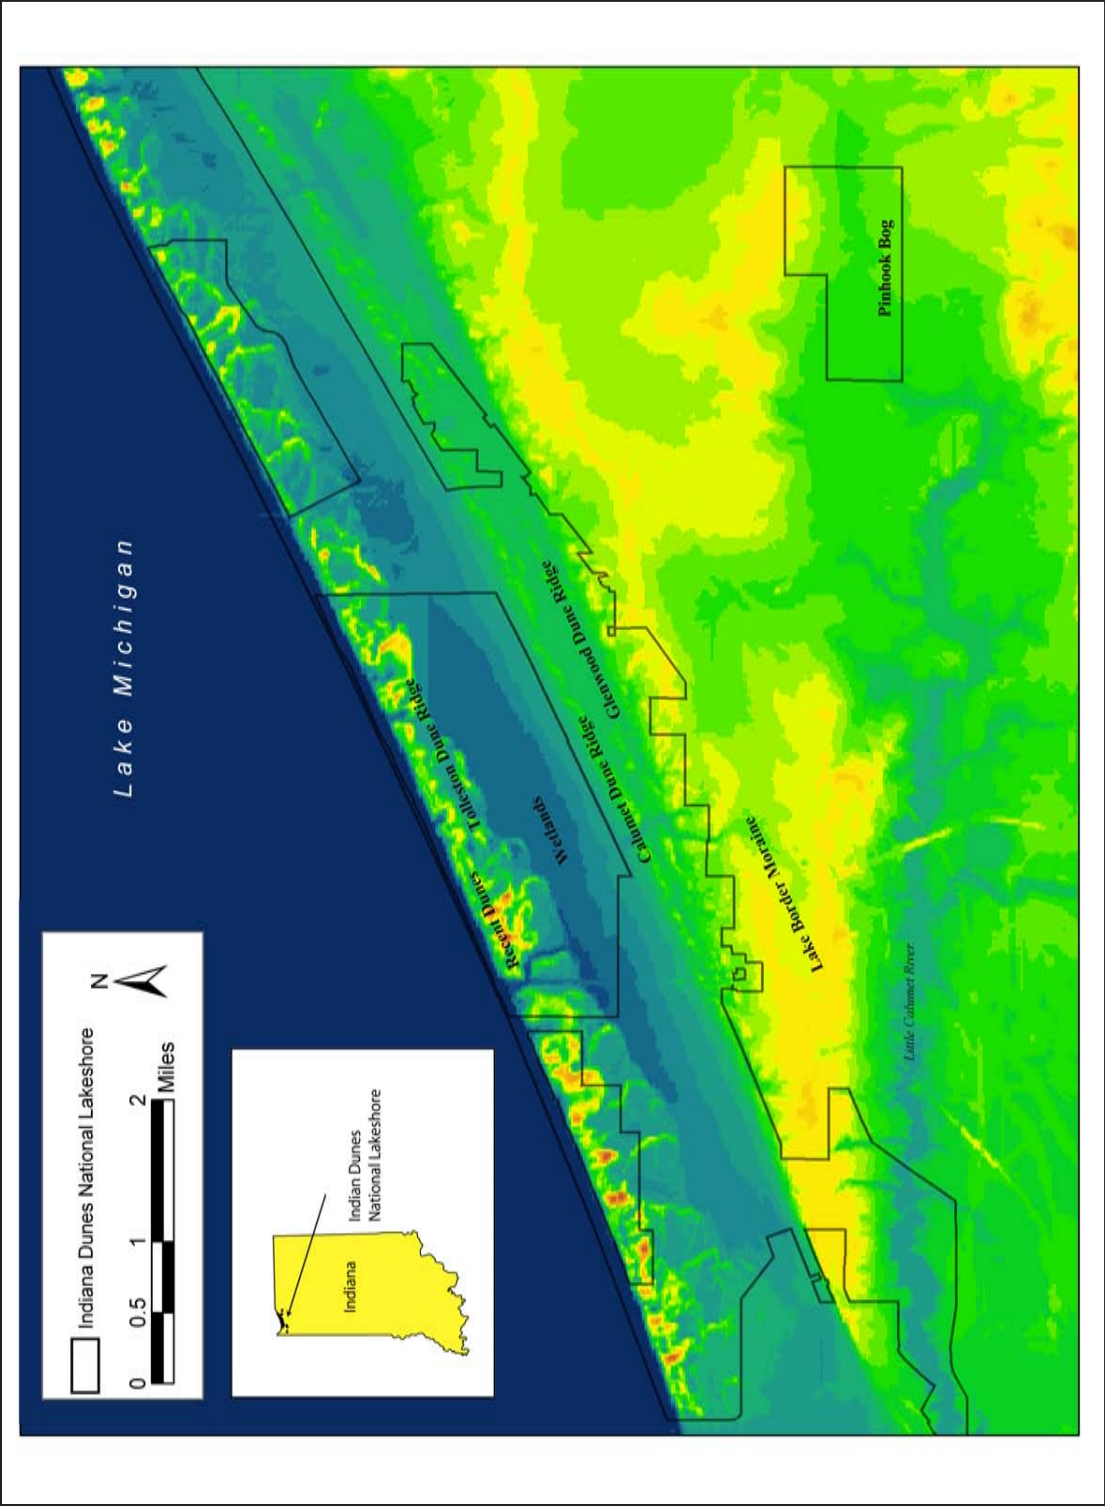 Indiana Dunes National Lakeshore
N
0 0.5 1 2
Miles
Indian Dunes
National Lakeshore
Indiana
Lake Michigan
Recent Dunes
Tolleston Dune Ridge
Wetlands
Calumet Dune Ridge
Glenwood Dune Ridge
Lake Border Moraine
Little Calumet River
Pinhook Bog